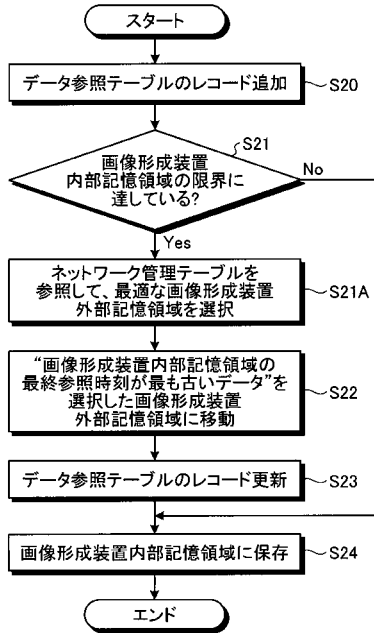 スタート
データ参照テーブルのレコード追加
S20
S21
画像形成装置
内部記憶領域の限界に
達している?
No
Yes
ネットワーク管理テーブルを
参照して、最適な画像形成装置
外部記憶領域を選択
S21A
“画像形成装置内部記憶領域の
最終参照時刻が最も古いデータ”を
選択した画像形成装置
外部記憶領域に移動
S22
データ参照テーブルのレコード更新
S23
画像形成装置内部記憶領域に保存
S24
エンド